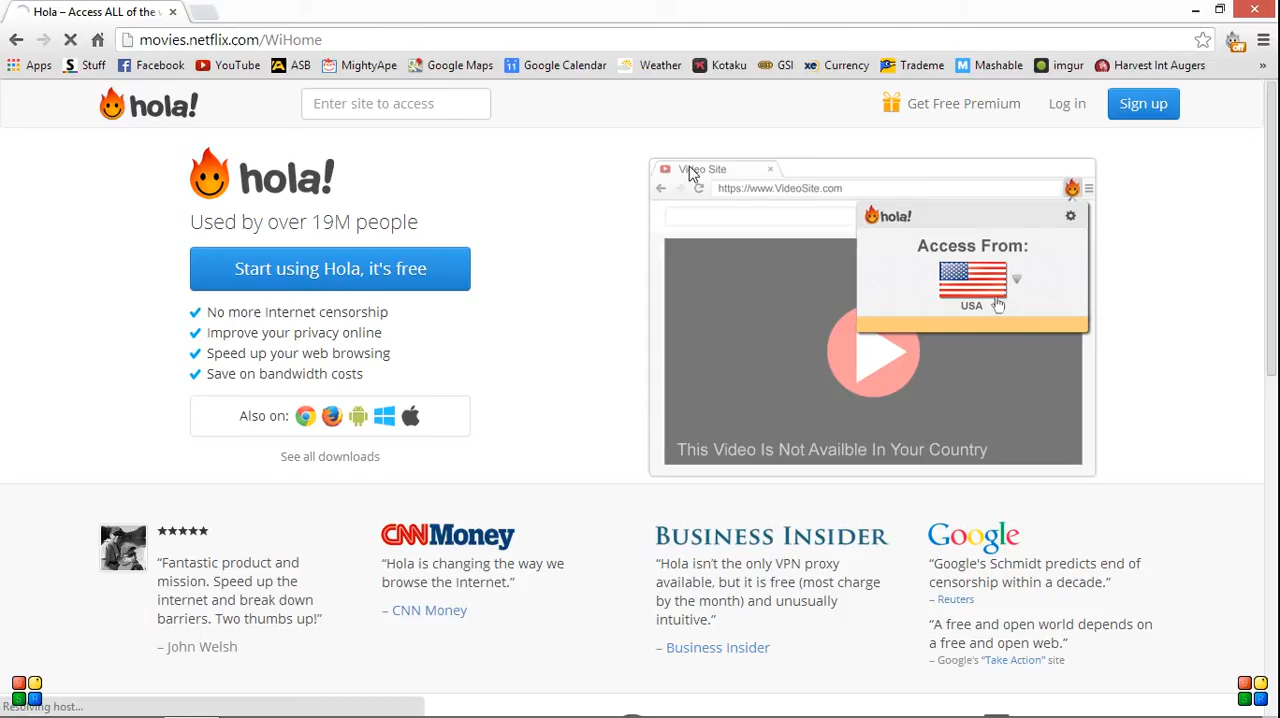 Hola – Access ALL of the
movies.netflix.com/WiHome
off
Apps Stuff Facebook YouTube ASB MightyApe Google Maps Google Calendar Weather Kotaku GSI Currency Trademe Mashable imgur Harvest Int Augers »
hola!
Enter site to access
Get Free Premium
Log in
Sign up
hola!
Used by over 19M people
Start using Hola, it's free
No more Internet censorship
Improve your privacy online
Speed up your web browsing
Save on bandwidth costs
Also on:
See all downloads
Video Site
https://www.VideoSite.com
hola!
Access From:
USA
This Video Is Not Availble In Your Country
★★★★★
“Fantastic product and
mission. Speed up the
internet and break down
barriers. Two thumbs up!”
– John Welsh
CNNMoney
“Hola is changing the way we
browse the Internet.”
– CNN Money
BUSINESS INSIDER
“Hola isn’t the only VPN proxy
available, but it is free (most charge
by the month) and unusually
intuitive.”
– Business Insider
Google
“Google's Schmidt predicts end of
censorship within a decade.”
– Reuters
“A free and open world depends on
a free and open web.”
– Google's “Take Action” site
Resolving host...